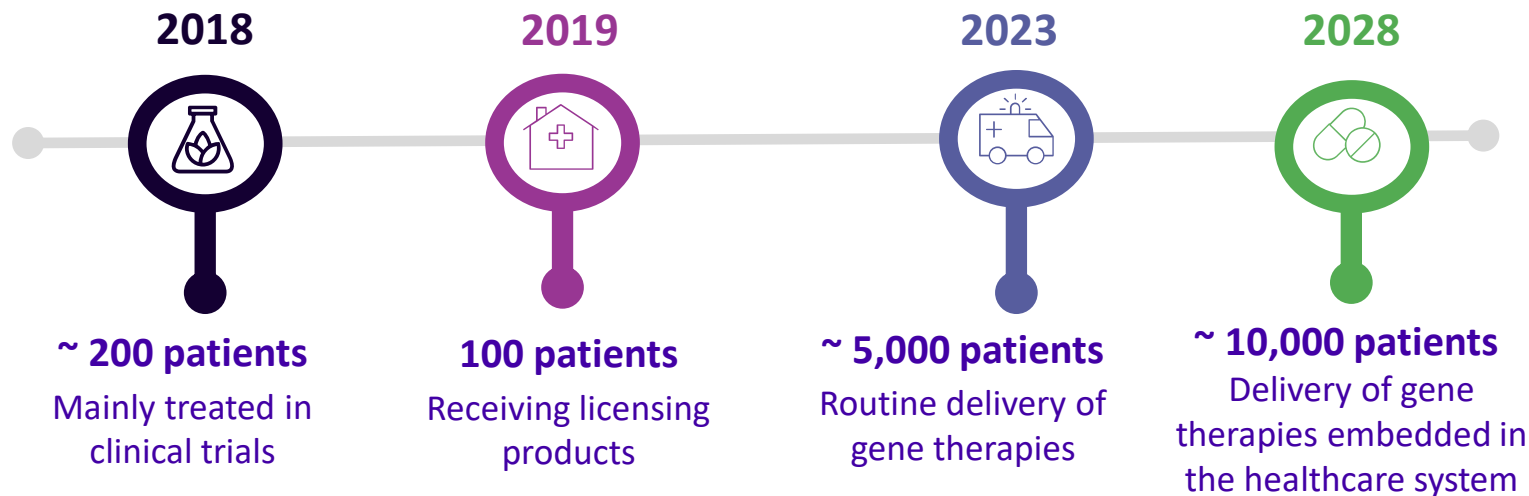 2018
2019
2023
2028
~ 200 patients
Mainly treated in
clinical trials
100 patients
Receiving licensing
products
~ 5,000 patients
Routine delivery of
gene therapies
~ 10,000 patients
Delivery of gene
therapies embedded in
the healthcare system